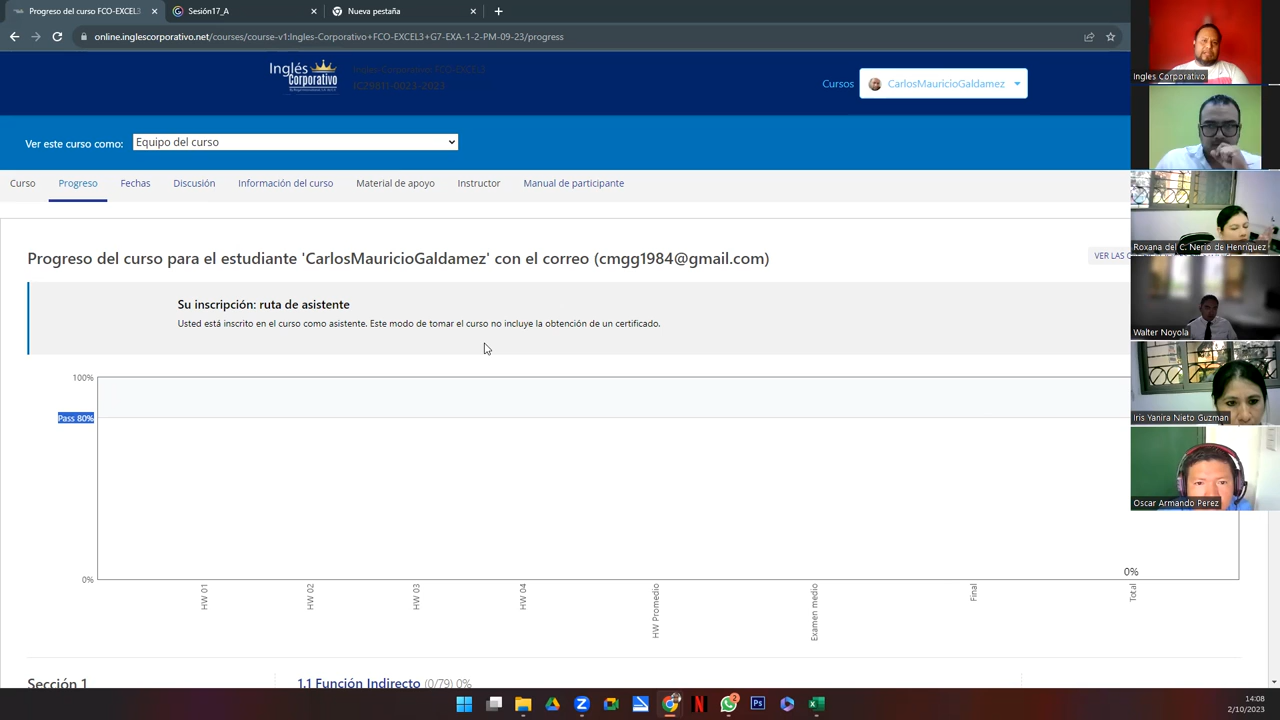 Progreso del curso FCO-EXCEL3
Sesión17_A
Nueva pestaña
online.inglescorporativo.net/courses/course-v1:Ingles-Corporativo+FCO-EXCEL3+G7-EXA-1-2-PM-09-23/progress
Inglés
Corporativo
Ingles-Corporativo: FCO-EXCEL3
Cursos
CarlosMauricioGaldamez
Ver este curso como:
Equipo del curso
Curso
Progreso
Fechas
Discusión
Información del curso
Material de apoyo
Instructor
Manual de participante
Progreso del curso para el estudiante 'CarlosMauricioGaldamez' con el correo (cmgg1984@gmail.com)
VER LAS
Su inscripción: ruta de asistente
Usted está inscrito en el curso como asistente. Este modo de tomar el curso no incluye la obtención de un certificado.
100%
Pass 80%
0%
0%
HW 01
HW 02
HW 03
HW 04
HW Promedio
Examen medio
Final
Total
Sección 1
1.1 Función Indirecto (0/79) 0%
Ingles Corporativo
Roxana del C. Nerio de Henriquez
Walter Noyola
Iris Yanira Nieto Guzman
Oscar Armando Perez
2
14:08
2/10/2023